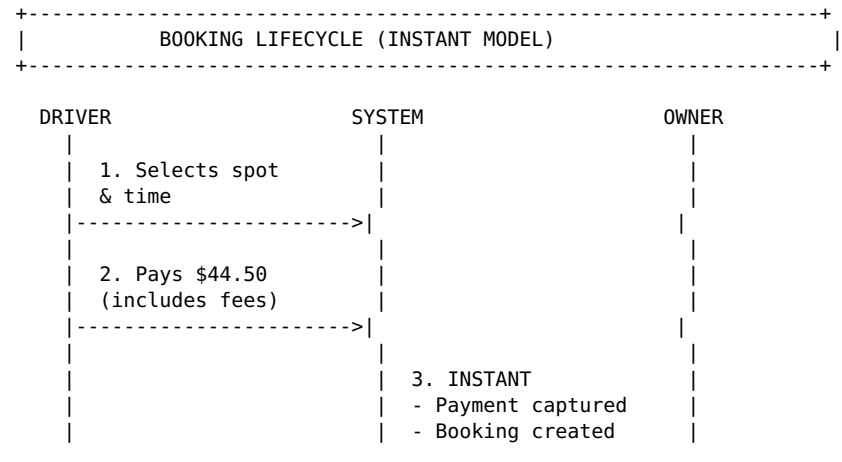 BOOKING LIFECYCLE (INSTANT MODEL)
DRIVER SYSTEM OWNER
1. Selects spot
& time
2. Pays $44.50
(includes fees)
3. INSTANT
- Payment captured
- Booking created